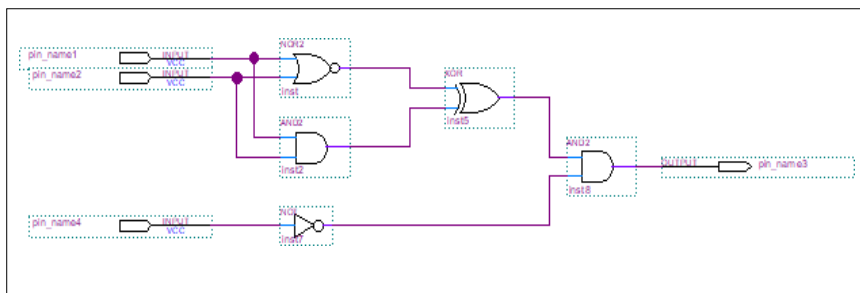 NOR2
pin_name1
INPUT
VCC
XOR
pin_name2
INPUT
VCC
inst
AND2
inst5
AND2
OUTPUT
pin_name3
inst2
inst8
NOT
pin_name4
INPUT
VCC
inst7